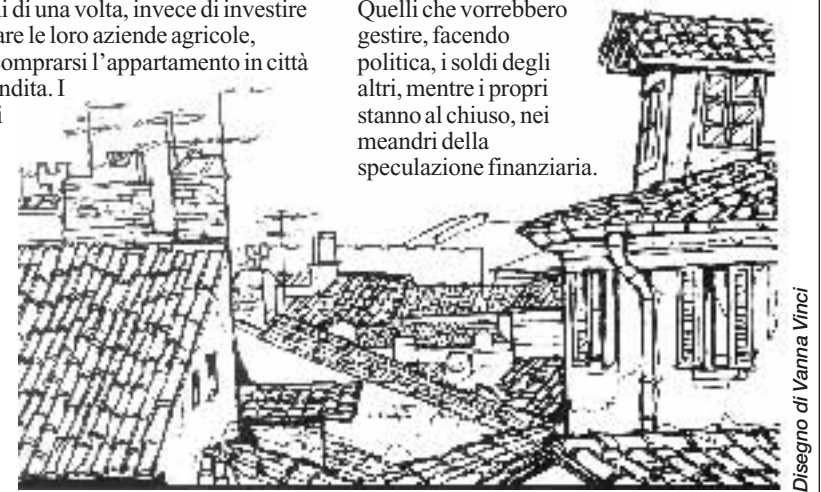 di una volta, invece di investire
are le loro aziende agricole,
comprarsi l'appartamento in città
ndita. I
i
Quelli che vorrebbero
gestire, facendo
politica, i soldi degli
altri, mentre i propri
stanno al chiuso, nei
meandri della
speculazione finanziaria.
Disegno di Vanna Vinci